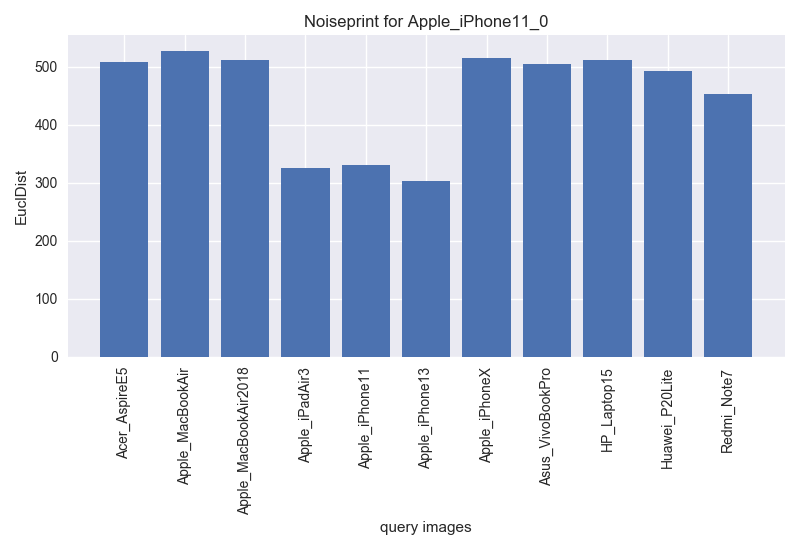 Noiseprint for Apple_iPhone11_0
EuclDist
500
400
300
200
100
0
Acer_AspireE5
Apple_MacBookAir
Apple_MacBookAir2018
Apple_iPadAir3
Apple_iPhone11
Apple_iPhone13
Apple_iPhoneX
Asus_VivoBookPro
HP_Laptop15
Huawei_P20Lite
Redmi_Note7
query images